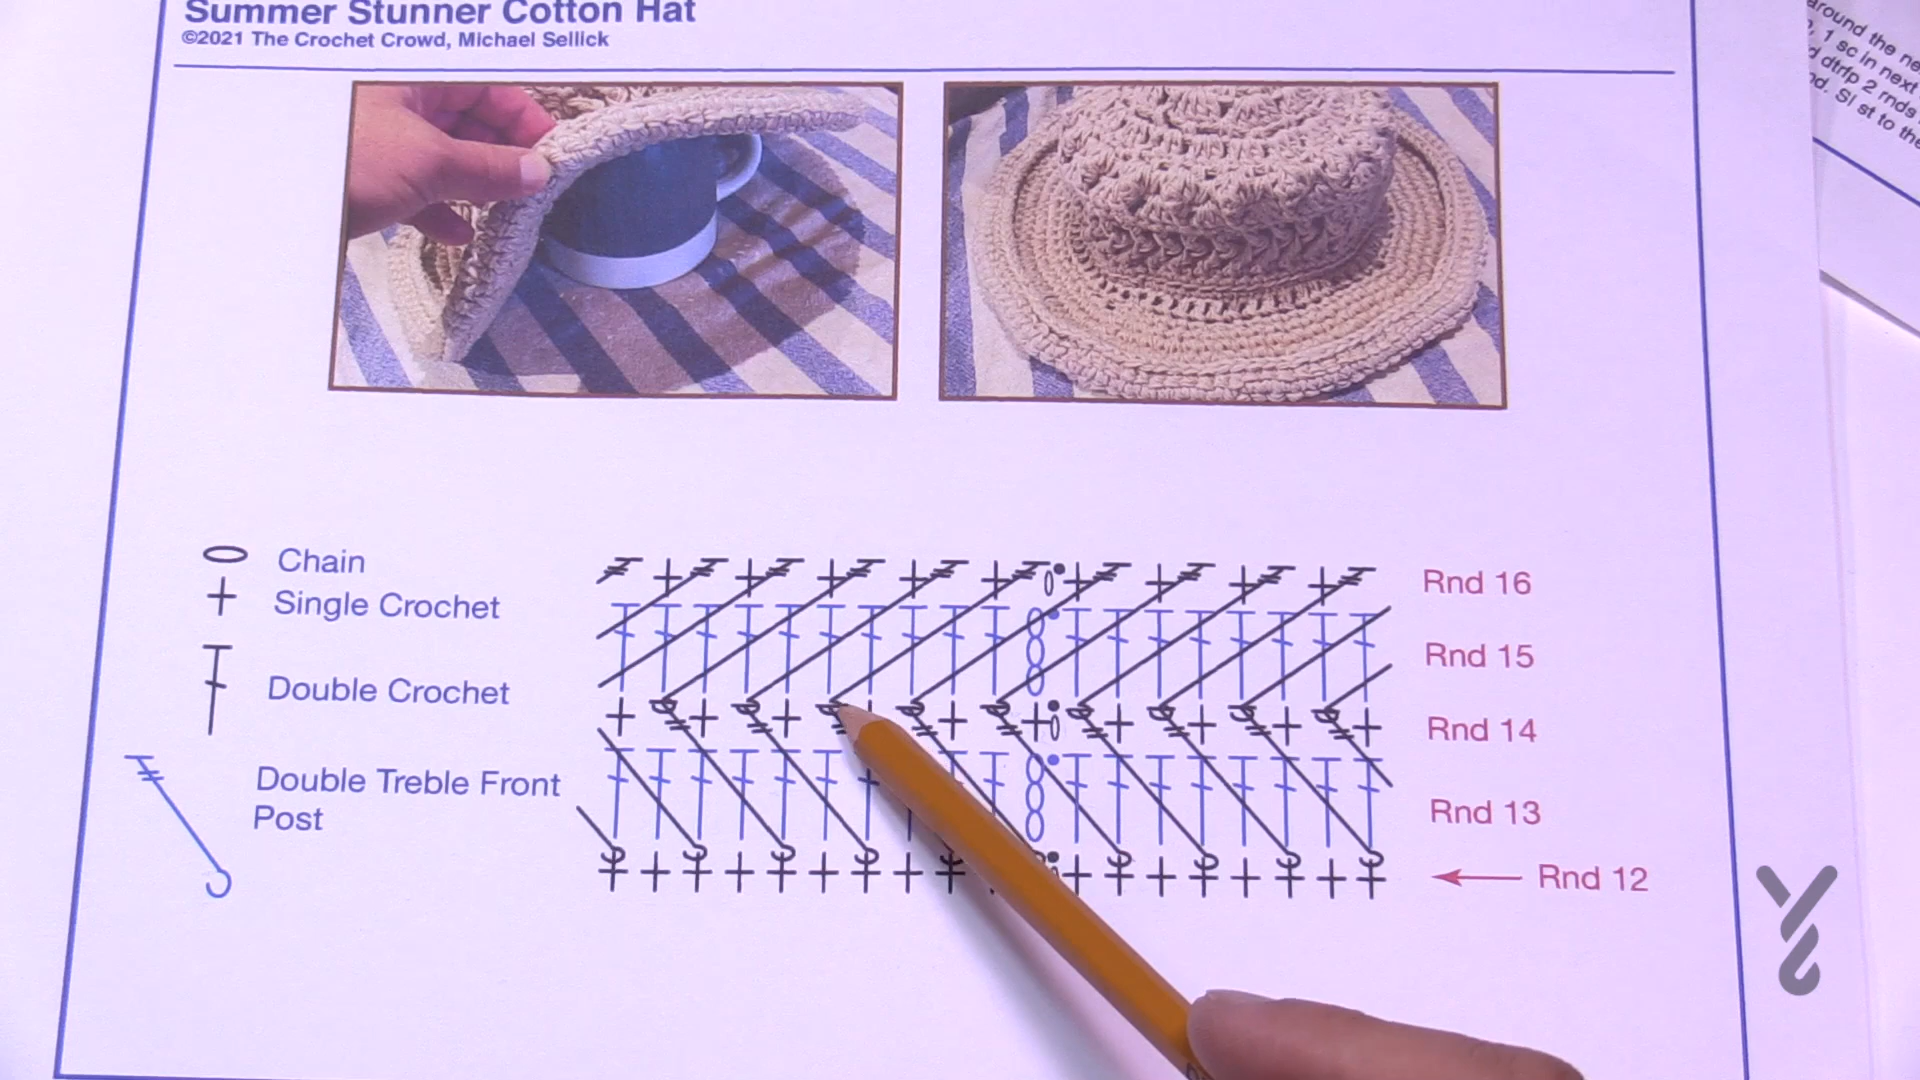 Summer Stunner Cotton Hat
©2021 The Crochet Crowd, Michael Sellick
around the
1 sc in next
dtrfp 2 rnds
Sl st to the
Chain
Single Crochet
Double Crochet
Double Treble Front
Post
Rnd 16
Rnd 15
Rnd 14
Rnd 13
Rnd 12